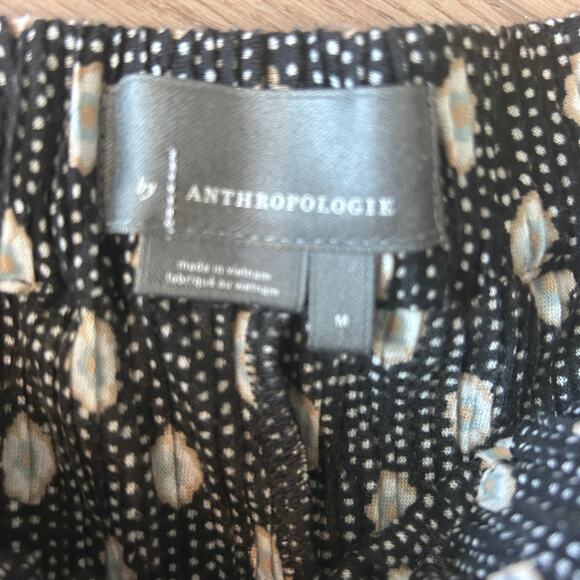 by ANTHROPOLOGIE
made in vietnam
fabriqué au vietnam
M